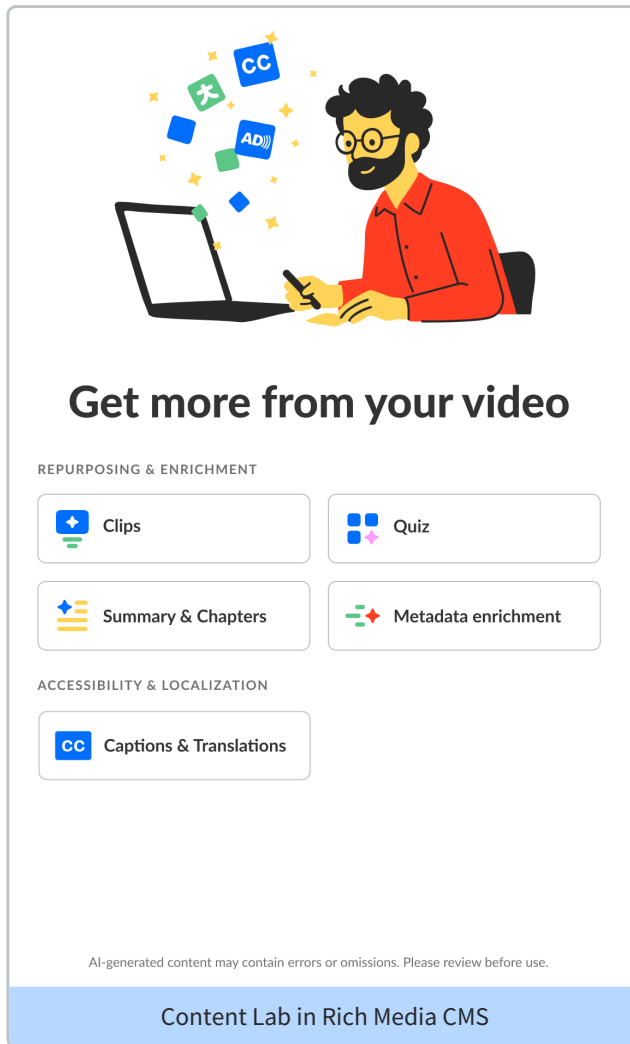 CC
AD
Get more from your video
REPURPOSING & ENRICHMENT
Clips
Quiz
Summary & Chapters
Metadata enrichment
ACCESSIBILITY & LOCALIZATION
CC
Captions & Translations
AI-generated content may contain errors or omissions. Please review before use.
Content Lab in Rich Media CMS